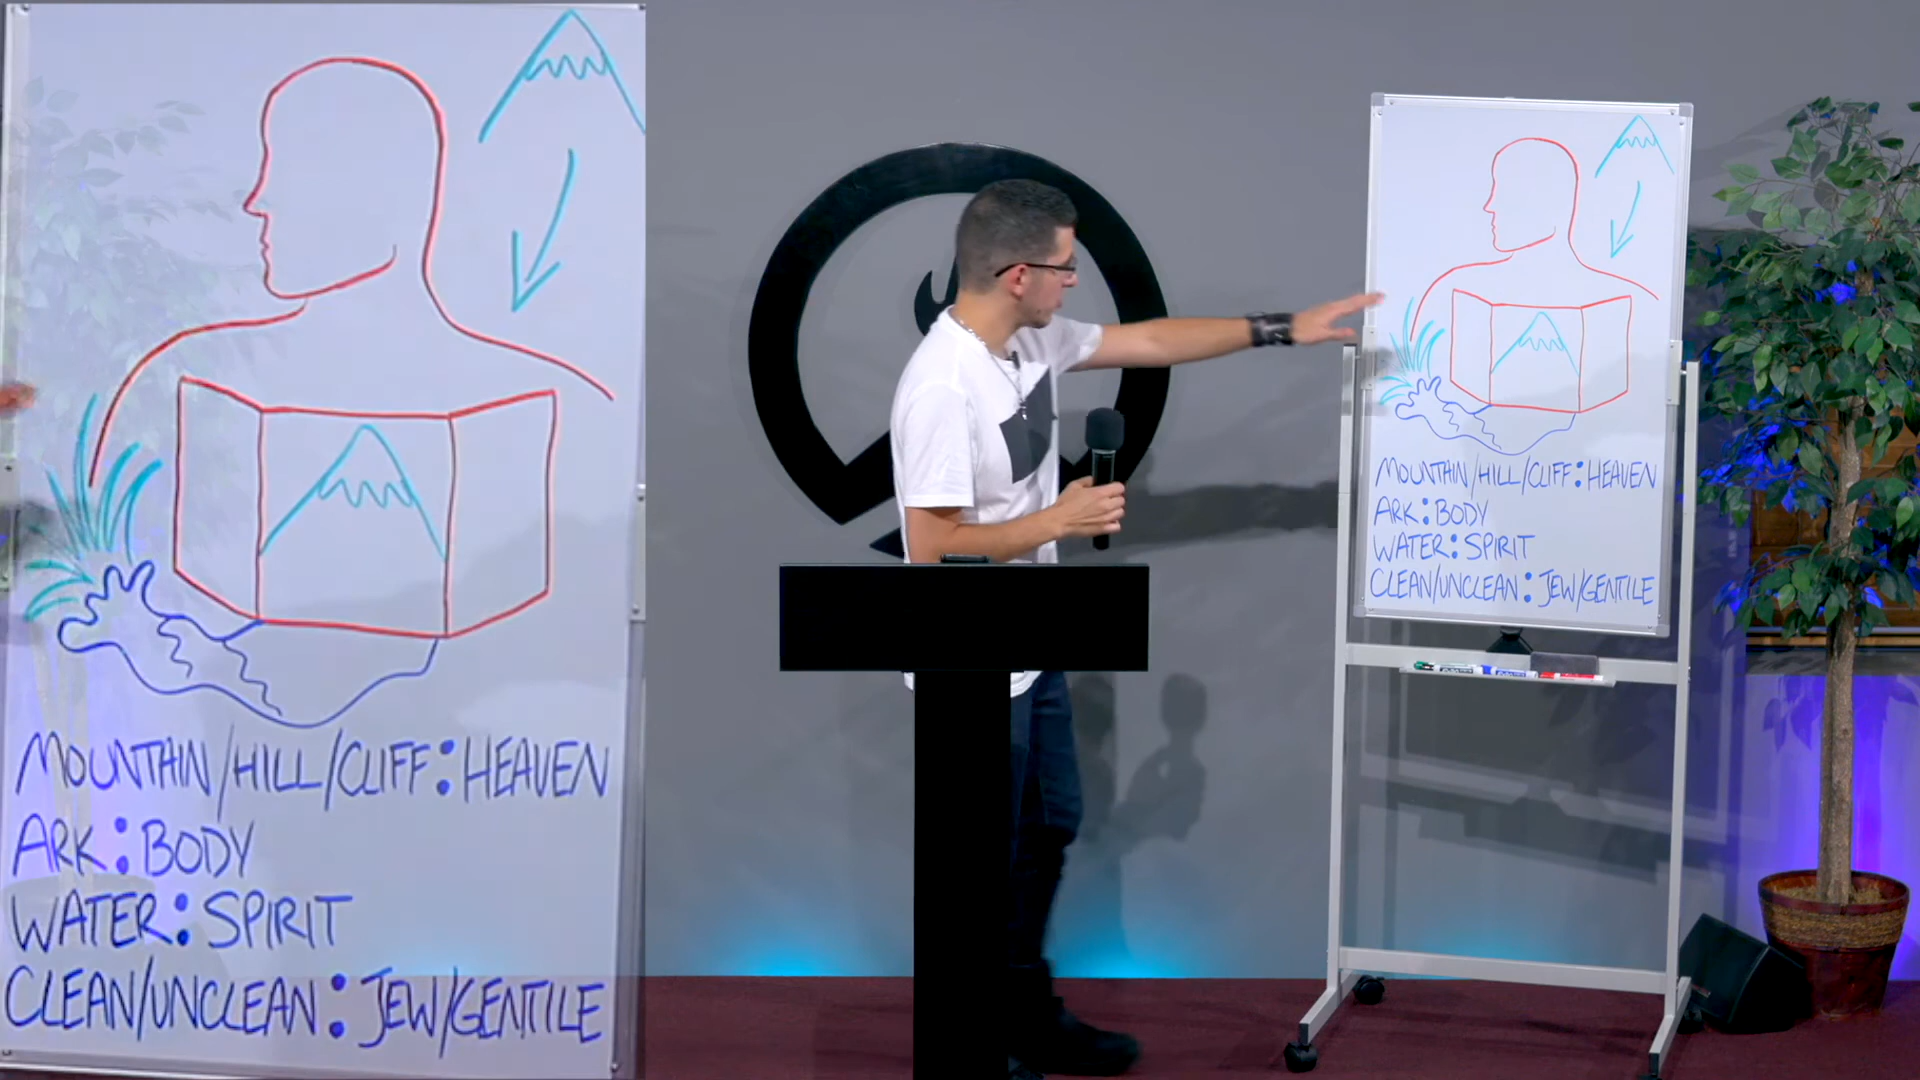 MOUNTAIN/HILL/CLIFF: HEAVEN
ARK: BODY
WATER: SPIRIT
CLEAN/UNCLEAN: JEW/GENTILE
MOUNTAIN/HILL/CLIFF: HEAVEN
ARK: BODY
WATER: SPIRIT
CLEAN/UNCLEAN: JEW/GENTILE